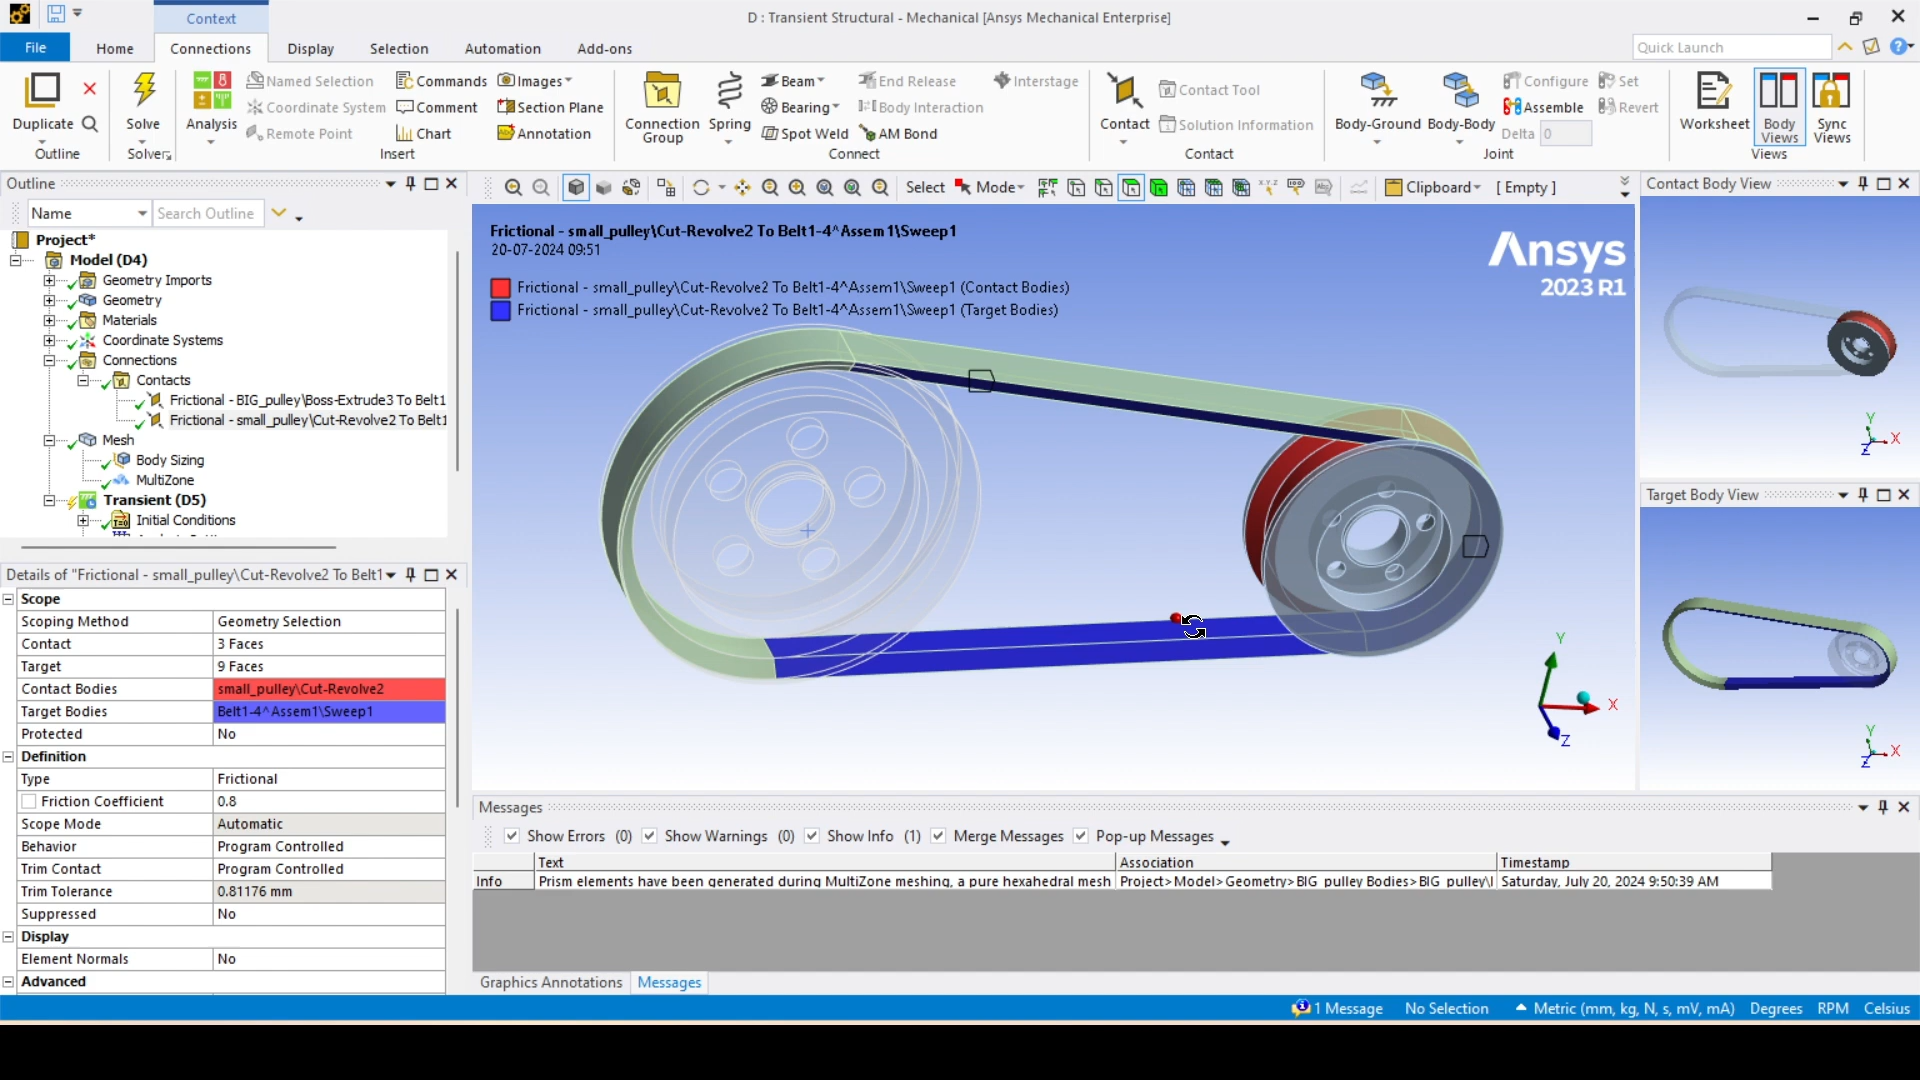 Context
D : Transient Structural - Mechanical [Ansys Mechanical Enterprise]
File Home Connections Display Selection Automation Add-ons Quick Launch
Duplicate
Outline
Solve
Solver
Analysis
Named Selection
Coordinate System
Remote Point
Commands
Comment
Chart
Images
Section Plane
Annotation
Insert
Connection Group
Spring
Beam
Bearing
Spot Weld
End Release
Body Interaction
AM Bond
Interstage
Connect
Contact
Contact Tool
Solution Information
Contact
Body-Ground
Body-Body
Configure
Assemble
Delta 0
Set
Revert
Joint
Worksheet
Body Views
Sync Views
Views
Outline
Name Search Outline
Project*
Model (D4)
Geometry Imports
Geometry
Materials
Coordinate Systems
Connections
Contacts
Frictional - BIG_pulley\Boss-Extrude3 To Belt1
Frictional - small_pulley\Cut-Revolve2 To Belt1
Mesh
Body Sizing
MultiZone
Transient (D5)
Initial Conditions
Select Mode Clipboard [ Empty ]
Frictional - small_pulley\Cut-Revolve2 To Belt1-4^Assem1\Sweep1
20-07-2024 09:51
Frictional - small_pulley\Cut-Revolve2 To Belt1-4^Assem1\Sweep1 (Contact Bodies)
Frictional - small_pulley\Cut-Revolve2 To Belt1-4^Assem1\Sweep1 (Target Bodies)
Ansys
2023 R1
Y
X
Z
Contact Body View
Y
X
Z
Target Body View
Y
X
Z
Details of "Frictional - small_pulley\Cut-Revolve2 To Belt1
Scope
Scoping Method Geometry Selection
Contact 3 Faces
Target 9 Faces
Contact Bodies small_pulley\Cut-Revolve2
Target Bodies Belt1-4^Assem1\Sweep1
Protected No
Definition
Type Frictional
Friction Coefficient 0.8
Scope Mode Automatic
Behavior Program Controlled
Trim Contact Program Controlled
Trim Tolerance 0.81176 mm
Suppressed No
Display
Element Normals No
Advanced
Messages
Show Errors (0) Show Warnings (0) Show Info (1) Merge Messages Pop-up Messages
Text Association Timestamp
Info Prism elements have been generated during MultiZone meshing, a pure hexahedral mesh Project>Model>Geometry>BIG_pulley Bodies>BIG_pulley\ Saturday, July 20, 2024 9:50:39 AM
Graphics Annotations Messages
1 Message No Selection Metric (mm, kg, N, s, mV, mA) Degrees RPM Celsius